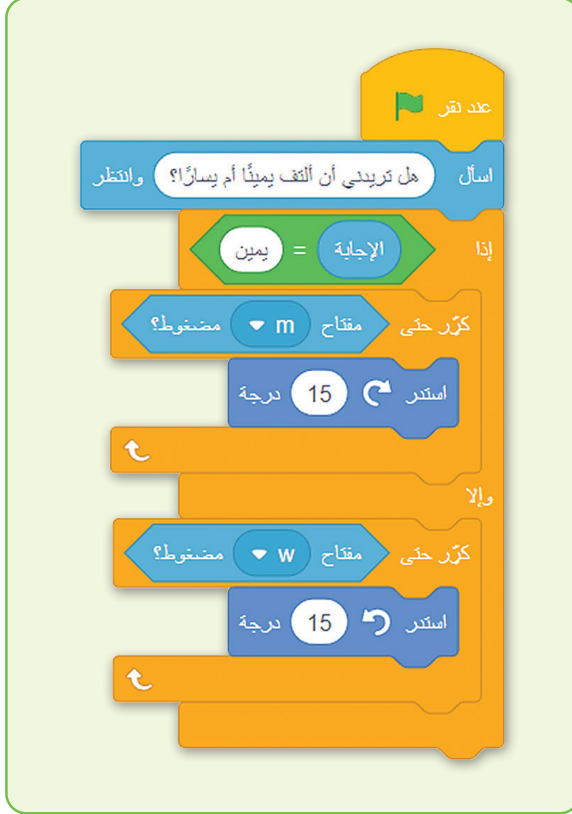 عند نقر
اسأل هل تريدني أن ألتف يمينًا أم يسارًا؟ وانتظر
إذا الإجابة = يمين
كرّر حتى مفتاح m مضغوط؟
استدر 15 درجة
وإلا
كرّر حتى مفتاح w مضغوط؟
استدر 15 درجة